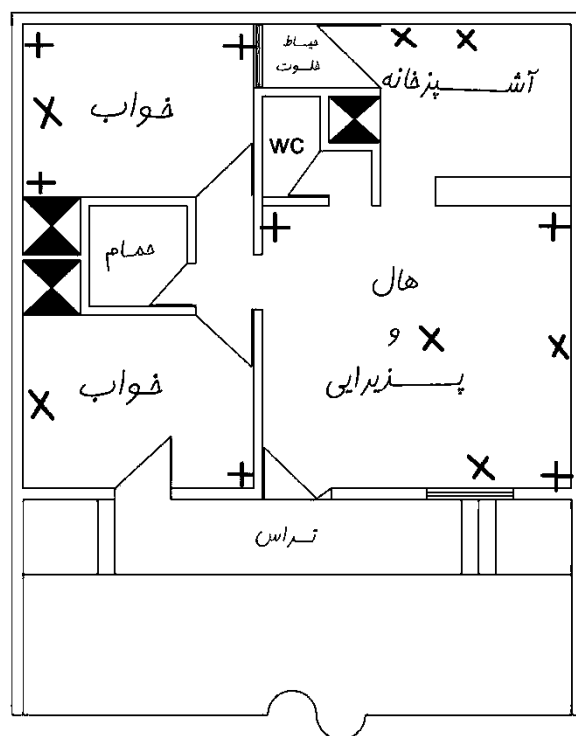 حیاط
خلوت
آشپزخانه
خواب
WC
حمام
هال
و
پذیرایی
خواب
تراس